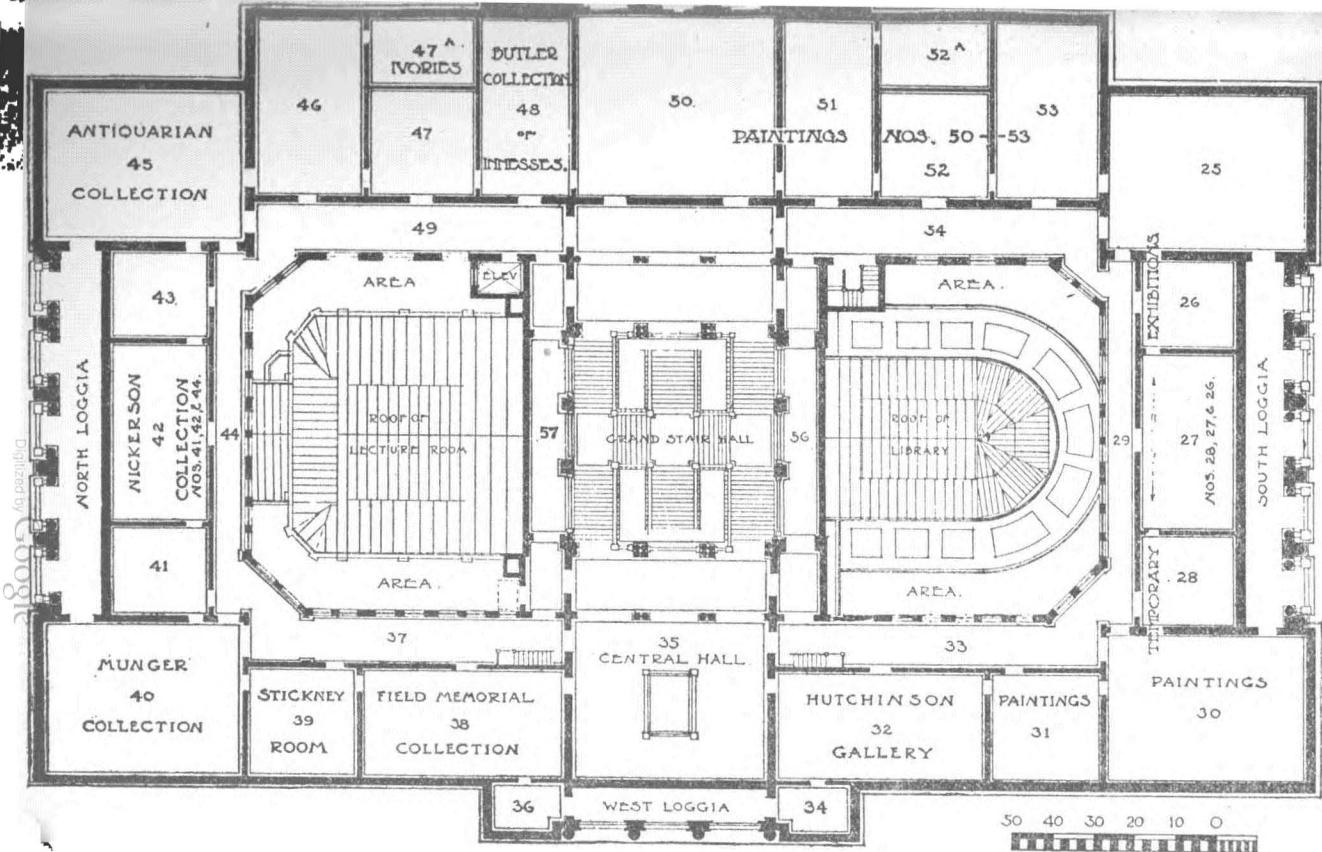 46
47 A.
IVORIES
47
BUTLER
COLLECTION
48
OF
INNESSES.
50.
51
PAINTINGS
52 A
NOS. 50--53
52
53
ANTIQUARIAN
45
COLLECTION
25
49
54
AREA
ELEV
AREA.
43.
NORTH LOGGIA
NICKERSON
42
COLLECTION
NOS. 41, 42, & 44.
44
ROOF OF
LECTURE ROOM
57
GRAND STAIR HALL
56
ROOF OF
LIBRARY
29
EXHIBITIONS
26
27
NOS. 28, 27, & 26.
SOUTH LOGGIA
41
AREA.
AREA.
TEMPORARY
28
37
35
CENTRAL HALL
33
MUNGER
40
COLLECTION
STICKNEY
39
ROOM
FIELD MEMORIAL
38
COLLECTION
HUTCHINSON
32
GALLERY
PAINTINGS
31
PAINTINGS
30
36
WEST LOGGIA
34
50 40 30 20 10 0
Digitized by Google